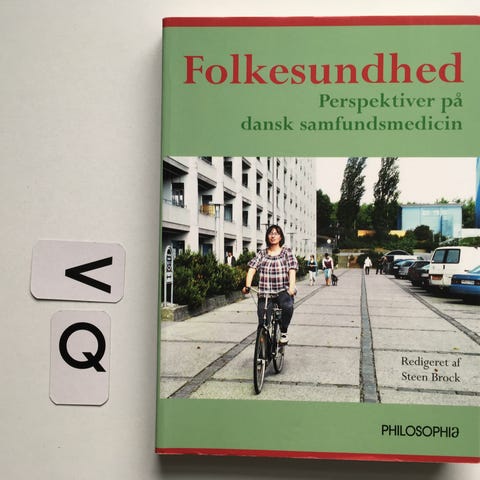 Folkesundhed
Perspektiver på
dansk samfundsmedicin
Redigeret af
Steen Brock
PHILOSOPHIA
V
Q